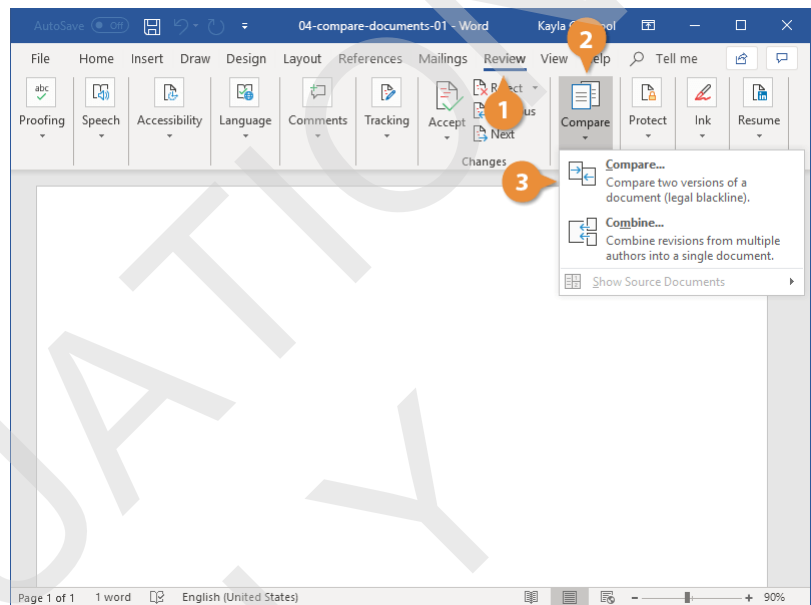 AutoSave Off 04-compare-documents-01 - Word Kayla
File Home Insert Draw Design Layout References Mailings Review View Help Tell me
2
abc
Proofing Speech Accessibility Language Comments Tracking Accept Compare Protect Ink Resume
1
Next
Changes
3
Compare...
Compare two versions of a
document (legal blackline).
Combine...
Combine revisions from multiple
authors into a single document.
Show Source Documents
Page 1 of 1 1 word English (United States) 90%